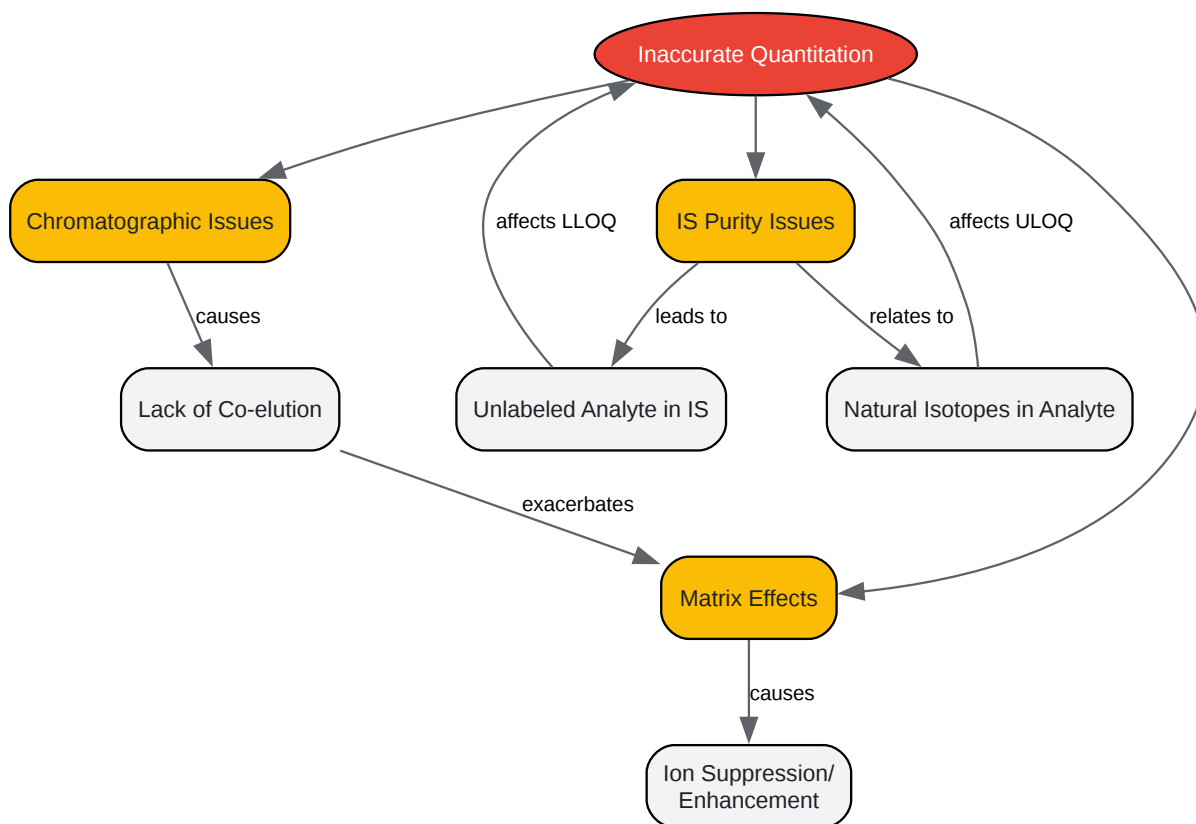 Inaccurate Quantitation
Chromatographic Issues
affects LLOQ
IS Purity Issues
affects ULOQ
causes
leads to
relates to
Lack of Co-elution
Unlabeled Analyte in IS
Natural Isotopes in Analyte
exacerbates
Matrix Effects
causes
Ion Suppression/
Enhancement